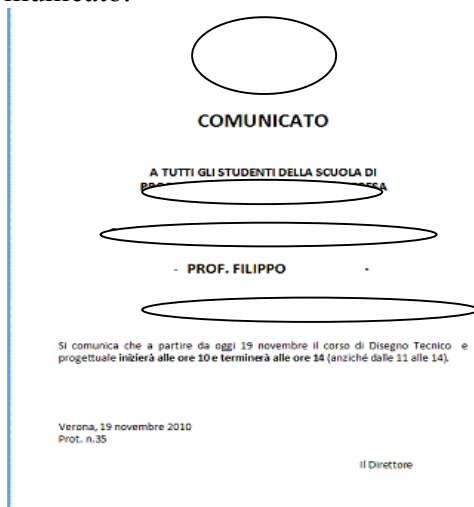 municato.
COMUNICATO
A TUTTI GLI STUDENTI DELLA SCUOLA DI
- PROF. FILIPPO -
Si comunica che a partire da oggi 19 novembre il corso di Disegno Tecnico e
progettuale inizierà alle ore 10 e terminerà alle ore 14 (anziché dalle 11 alle 14).
Verona, 19 novembre 2010
Prot. n.35
Il Direttore